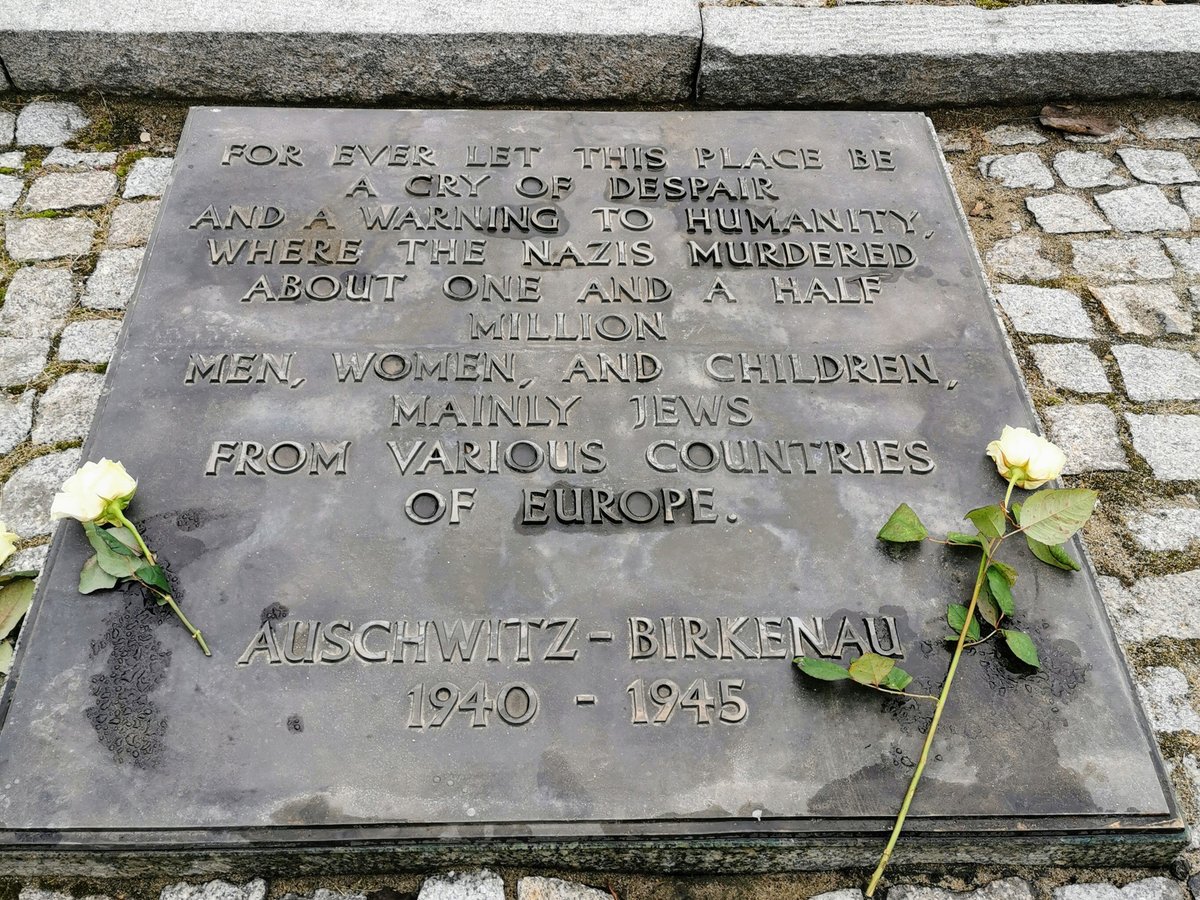 FOR EVER LET THIS PLACE BE
A CRY OF DESPAIR
AND A WARNING TO HUMANITY,
WHERE THE NAZIS MURDERED
ABOUT ONE AND A HALF
MILLION
MEN, WOMEN, AND CHILDREN,
MAINLY JEWS
FROM VARIOUS COUNTRIES
OF EUROPE.
AUSCHWITZ-BIRKENAU
1940 - 1945